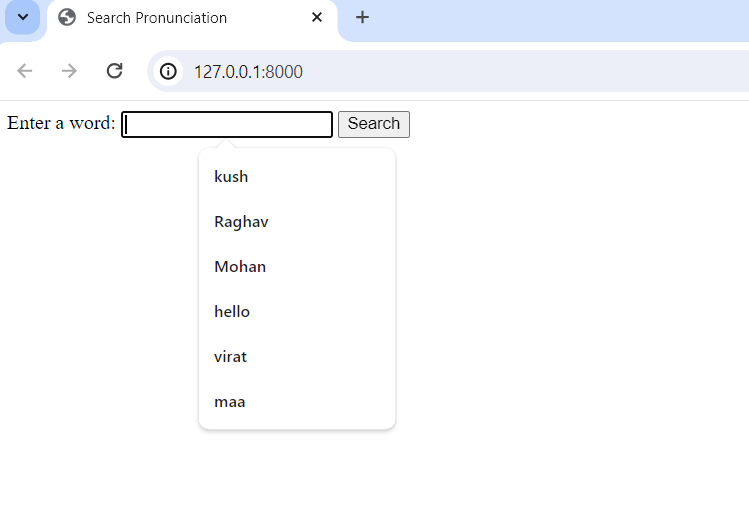 Search Pronunciation
127.0.0.1:8000
Enter a word: Search
kush
Raghav
Mohan
hello
virat
maa